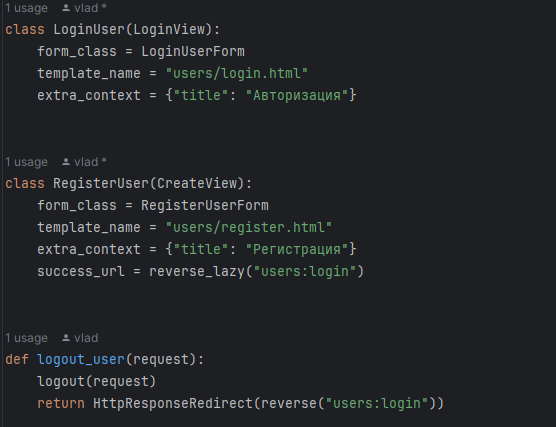 1 usage vlad *
class LoginUser(LoginView):
    form_class = LoginUserForm
    template_name = "users/login.html"
    extra_context = {"title": "Авторизация"}
1 usage vlad *
class RegisterUser(CreateView):
    form_class = RegisterUserForm
    template_name = "users/register.html"
    extra_context = {"title": "Регистрация"}
    success_url = reverse_lazy("users:login")
1 usage vlad
def logout_user(request):
    logout(request)
    return HttpResponseRedirect(reverse("users:login"))